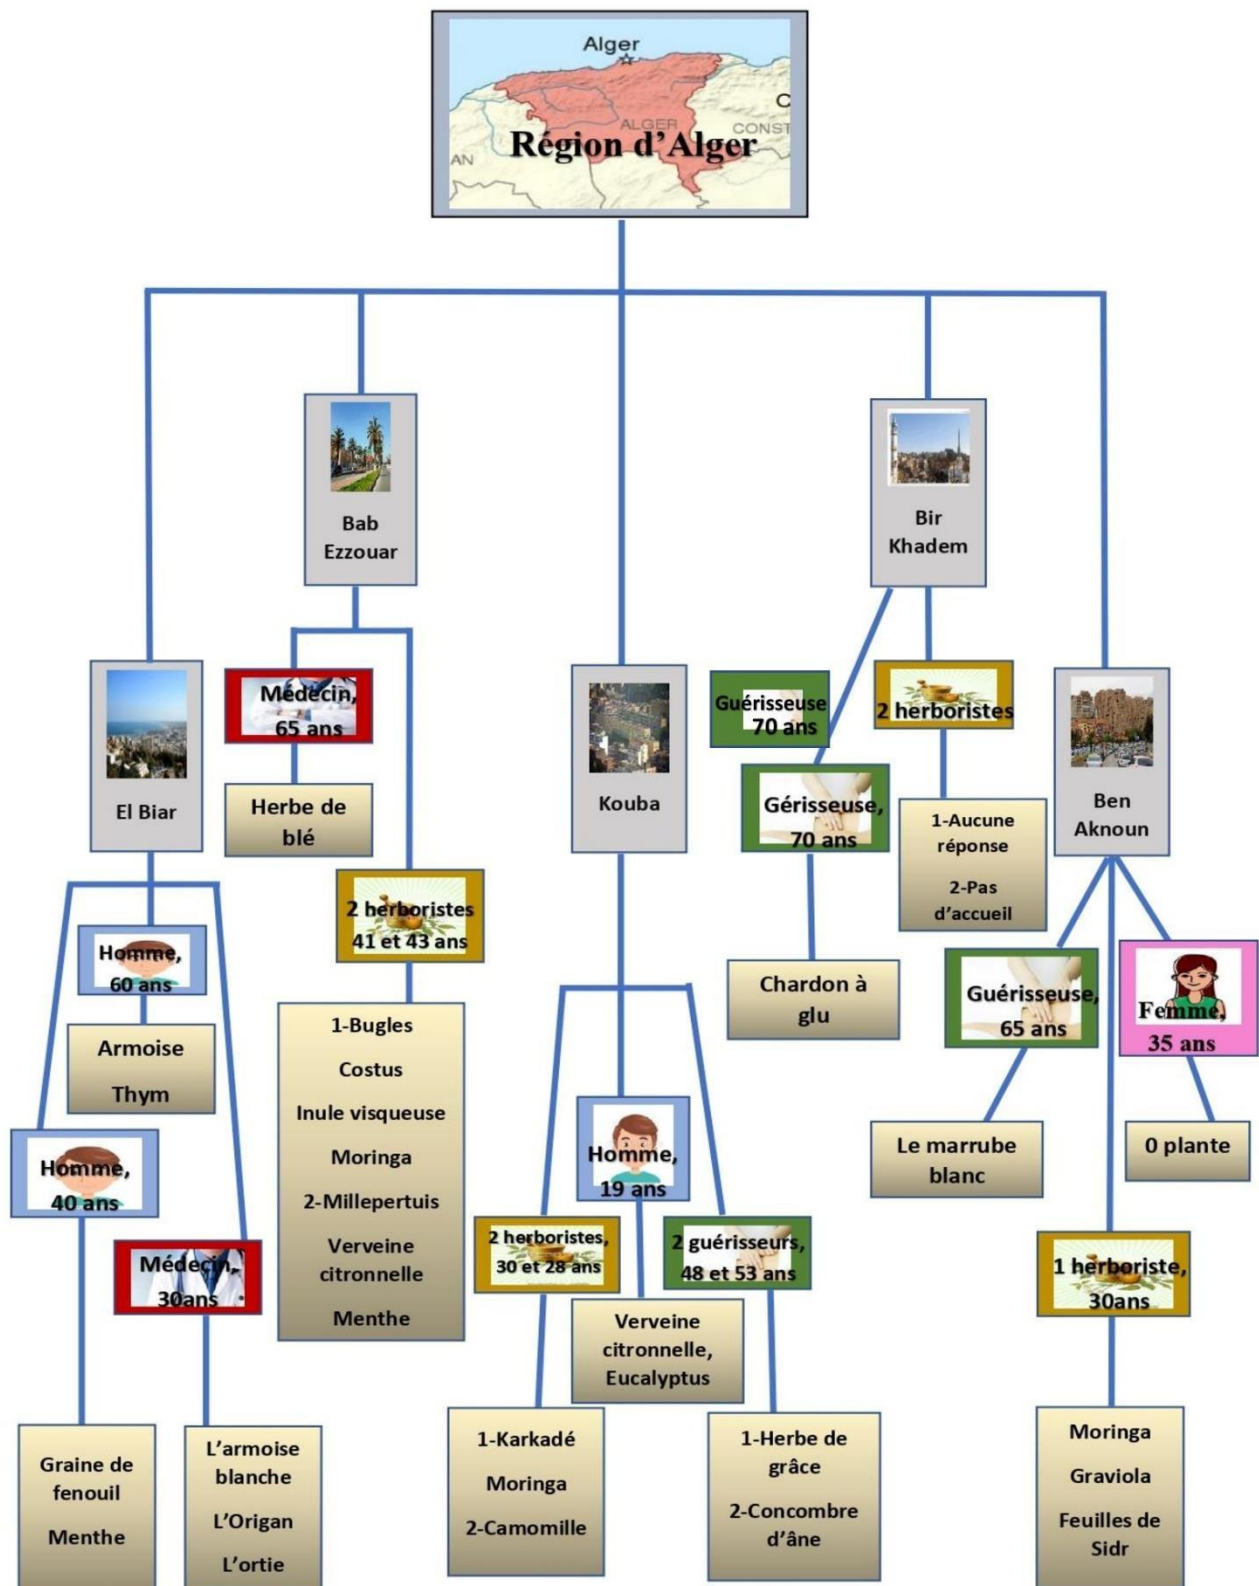 Alger
ALGER
CONST
AN
C
Région d’Alger
Bab
Ezzouar
Bir
Khadem
El Biar
Kouba
Ben
Aknoun
Médecin,
65 ans
Herbe de
blé
2 herboristes
41 et 43 ans
1-Bugles
Costus
Inule visqueuse
Moringa
2-Millepertuis
Verveine
citronnelle
Menthe
Guérisseuse
70 ans
Gérisseuse,
70 ans
Chardon à
glu
2 herboristes
1-Aucune
réponse
2-Pas
d’accueil
Homme,
60 ans
Armoise
Thym
Homme,
40 ans
Graine de
fenouil
Menthe
Médecin,
30ans
L’armoise
blanche
L’Origan
L’ortie
2 herboristes,
30 et 28 ans
1-Karkadé
Moringa
2-Camomille
Homme,
19 ans
Verveine
citronnelle,
Eucalyptus
2 guérisseurs,
48 et 53 ans
1-Herbe de
grâce
2-Concombre
d’âne
Guérisseuse,
65 ans
Le marrube
blanc
Femme,
35 ans
0 plante
1 herboriste,
30ans
Moringa
Graviola
Feuilles de
Sidr